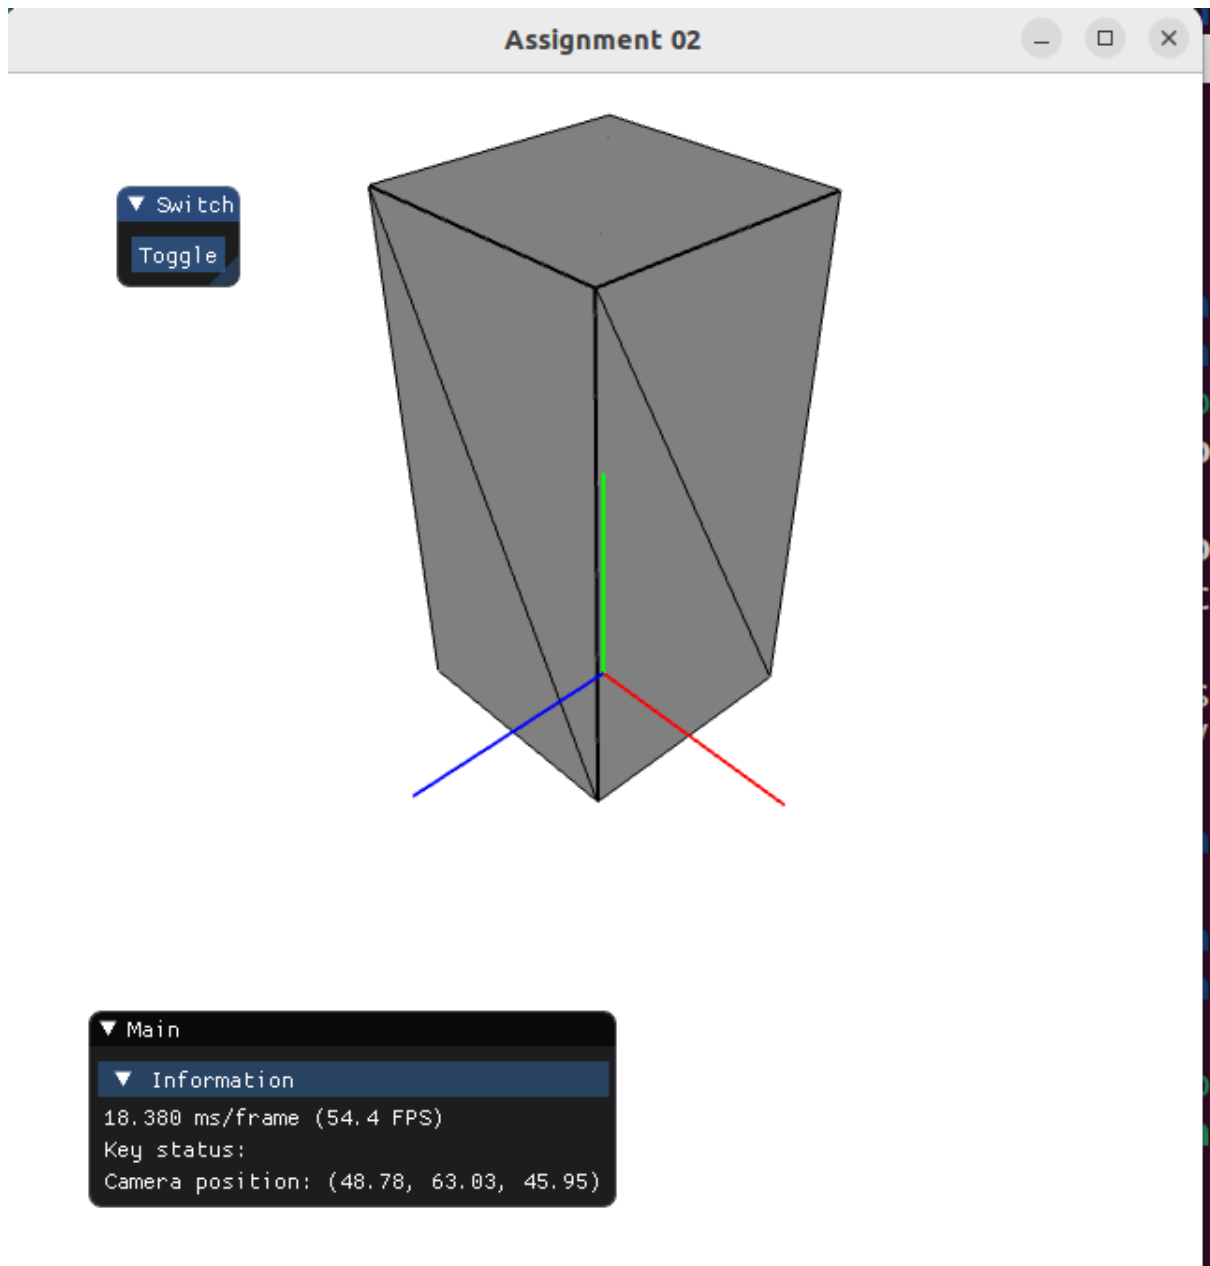 Assignment 02
Switch
Toggle
Main
Information
18.380 ms/frame (54.4 FPS)
Key status:
Camera position: (48.78, 63.03, 45.95)